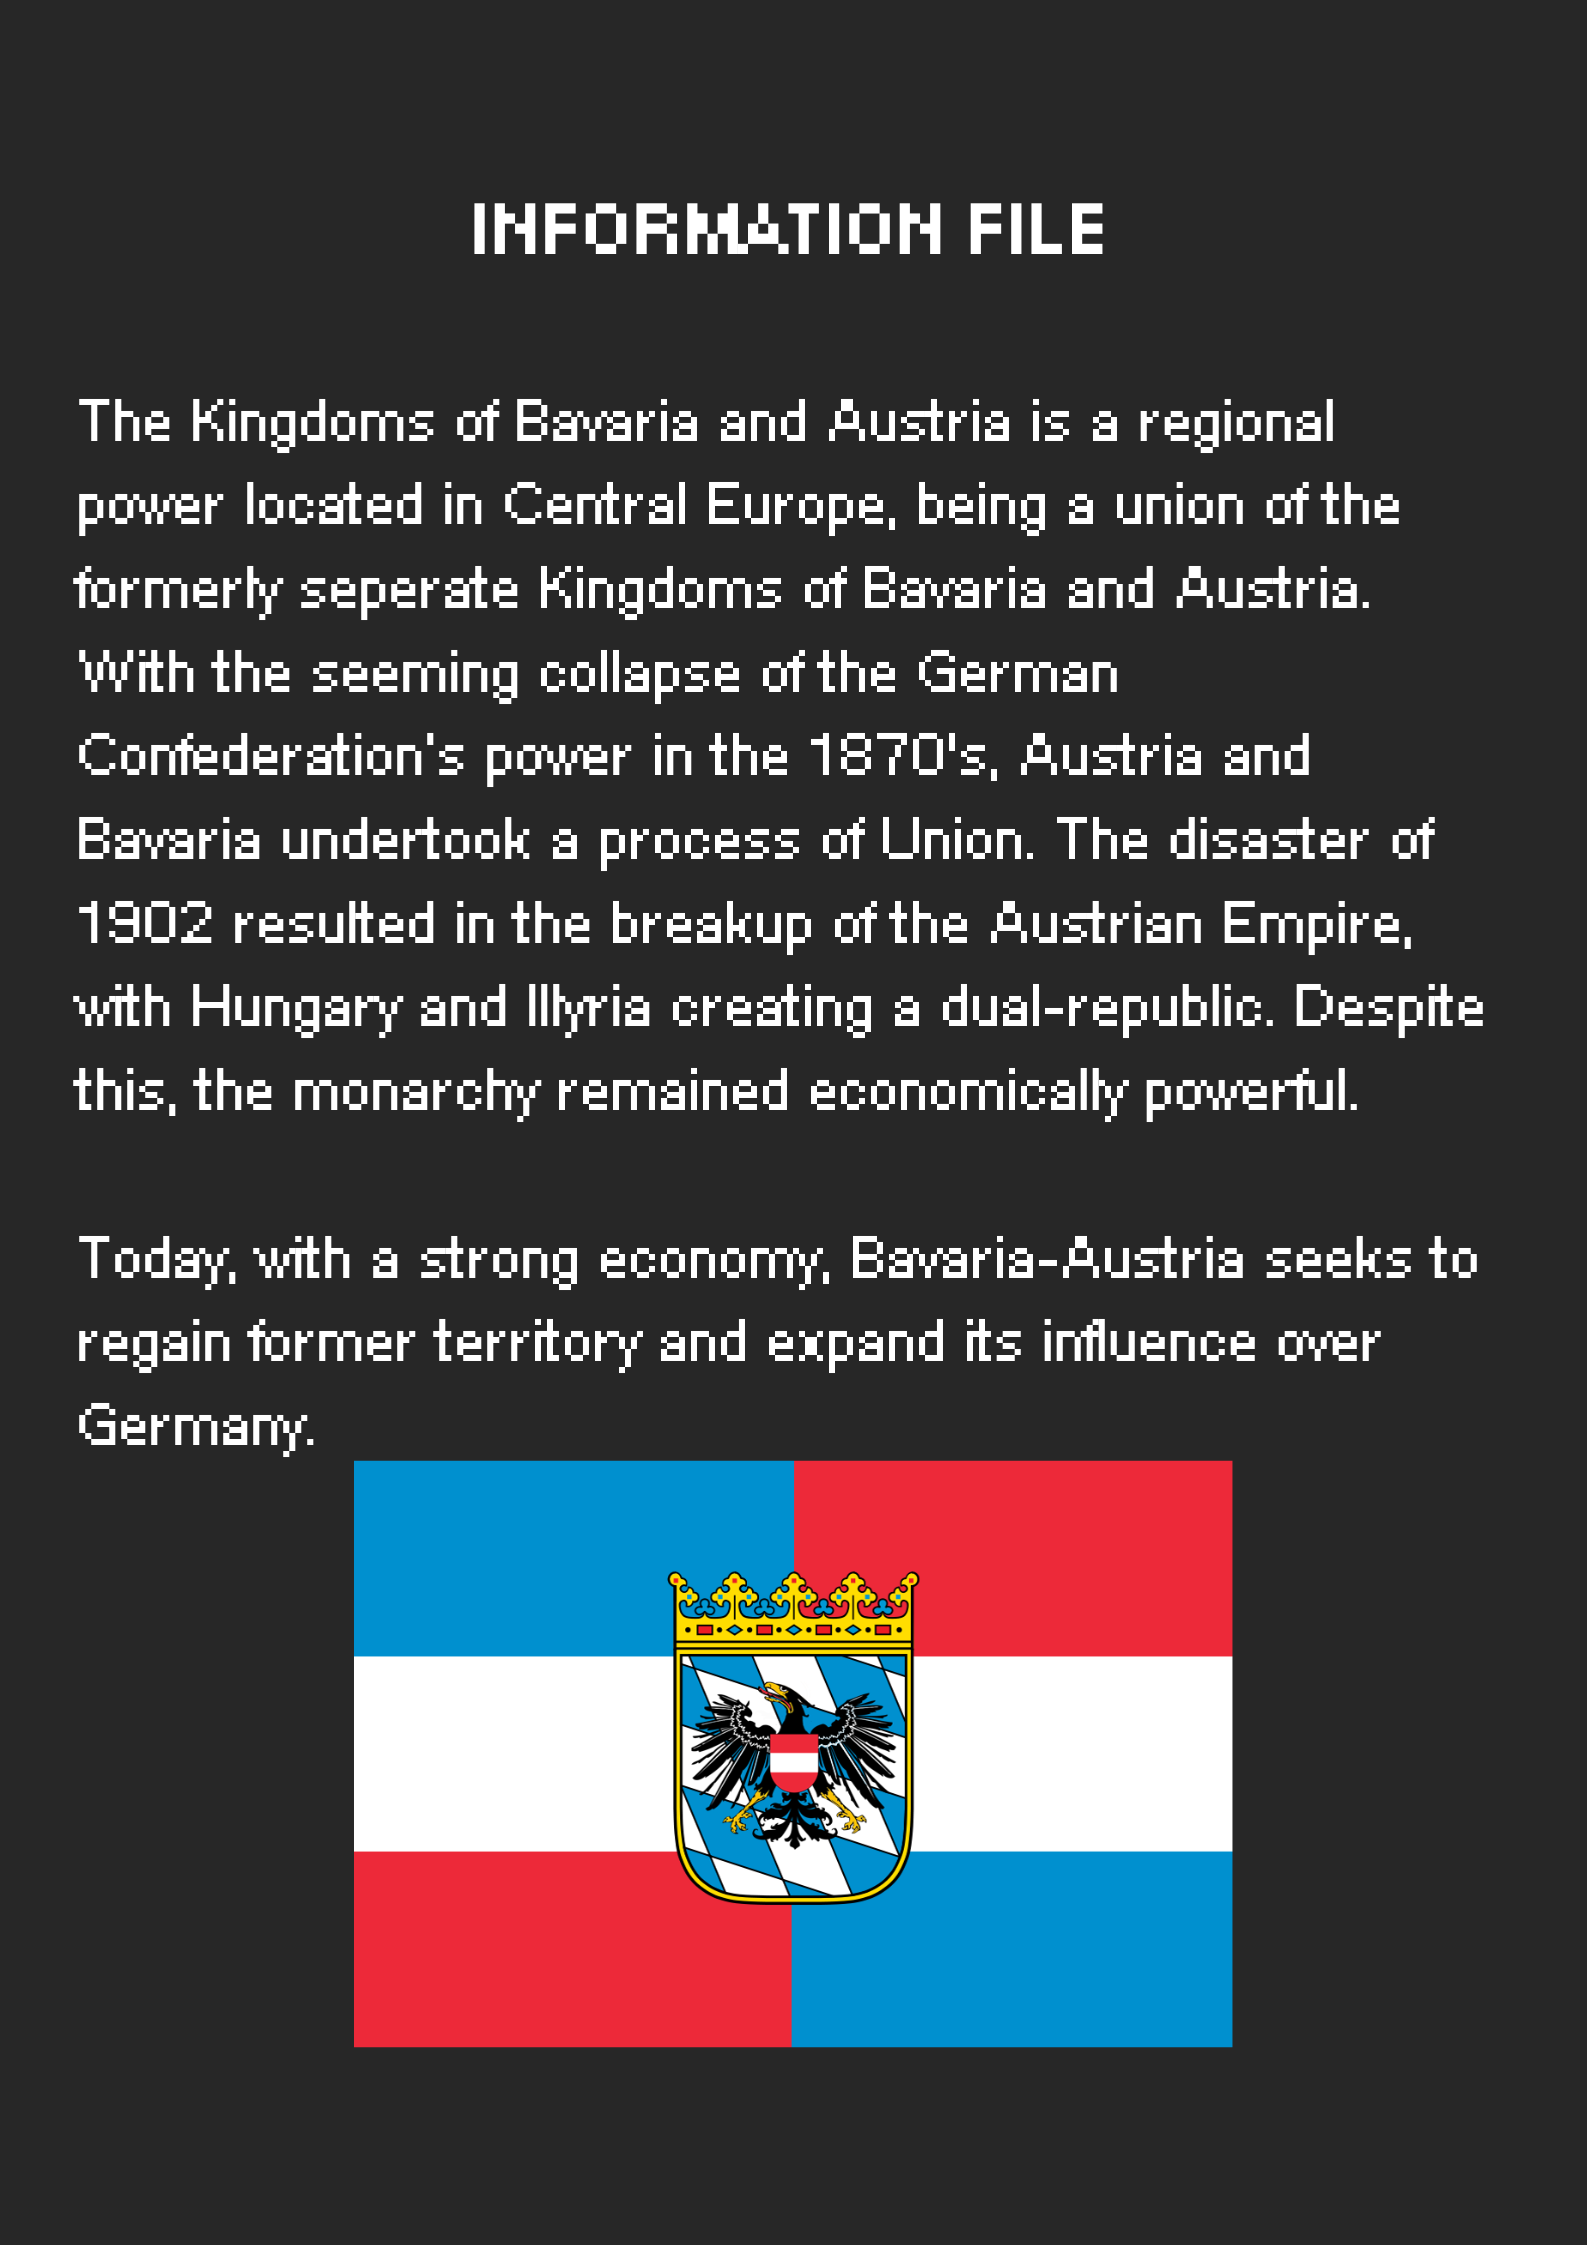 INFORMATION FILE
The Kingdoms of Bavaria and Austria is a regional
power located in Central Europe, being a union of the
formerly seperate Kingdoms of Bavaria and Austria.
With the seeming collapse of the German
Confederation's power in the 1870's, Austria and
Bavaria undertook a process of Union. The disaster of
1902 resulted in the breakup of the Austrian Empire,
with Hungary and Illyria creating a dual-republic. Despite
this, the monarchy remained economically powerful.
Today, with a strong economy, Bavaria-Austria seeks to
regain former territory and expand its influence over
Germany.